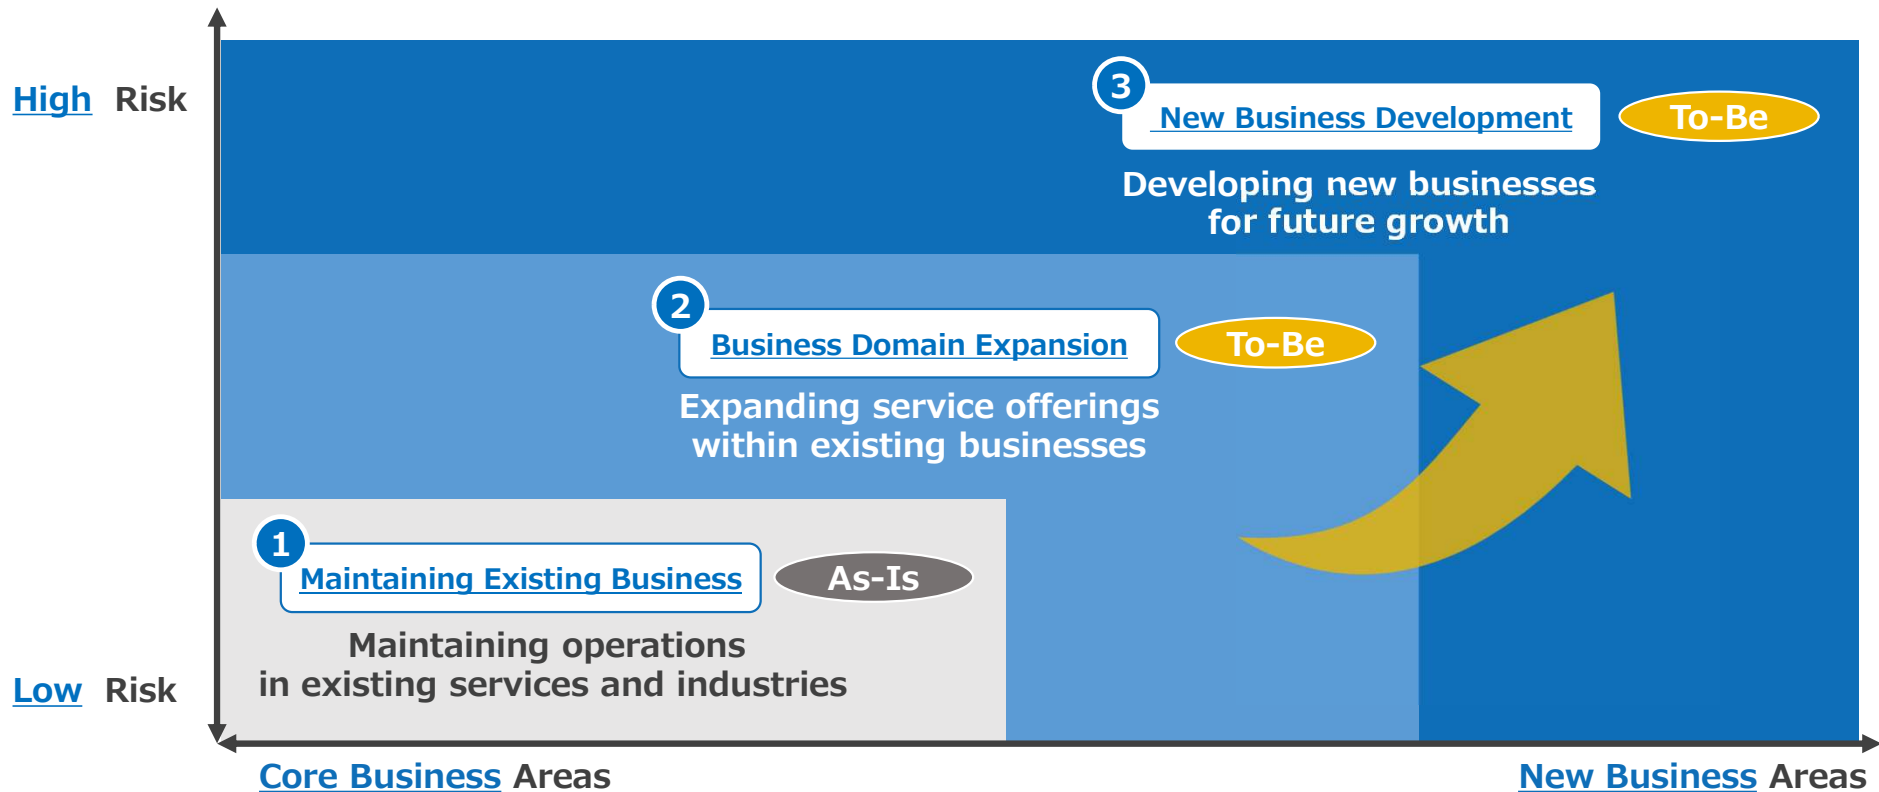 High Risk
3
New Business Development
To-Be
Developing new businesses
for future growth
2
Business Domain Expansion
To-Be
Expanding service offerings
within existing businesses
1
Maintaining Existing Business
As-Is
Maintaining operations
in existing services and industries
Low Risk
Core Business Areas
New Business Areas